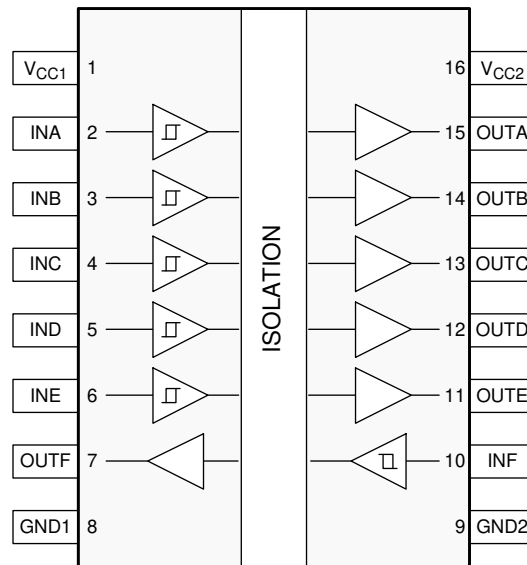 VCC1 1 16 VCC2
INA 2 15 OUTA
INB 3 14 OUTB
INC 4 13 OUTC
IND 5 12 OUTD
INE 6 11 OUTE
OUTF 7 10 INF
GND1 8 9 GND2
ISOLATION